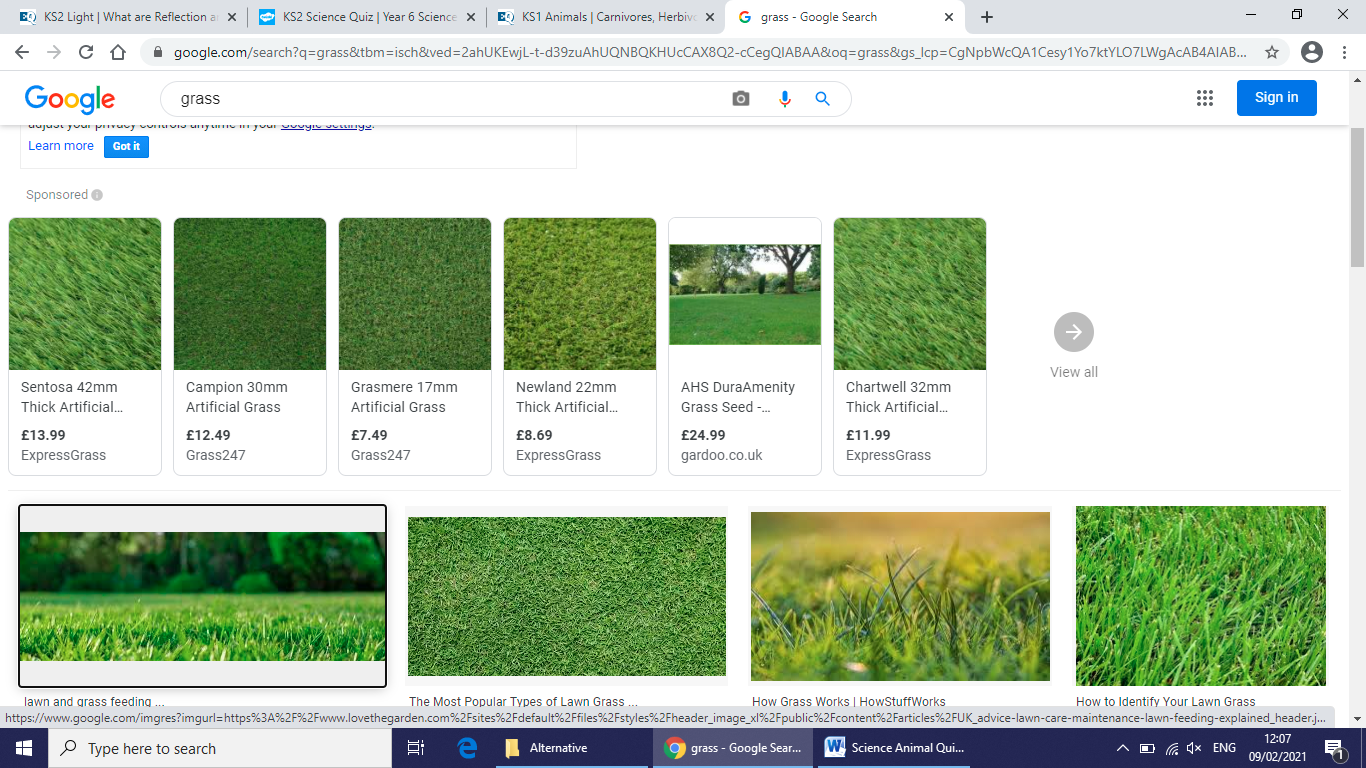 KS2 Light | What are Reflection a
KS2 Science Quiz | Year 6 Science
KS1 Animals | Carnivores, Herbivo
grass - Google Search
google.com/search?q=grass&tbm=isch&ved=2ahUKEwjL-t-d39zuAhUQNBQKHUcCAX8Q2-cCegQIABAA&oq=grass&gs_lcp=CgNpbWcQA1Cesy1Yo7ktYLO7LWgAcAB4AIAB...
Google
grass
Sign in
adjust your privacy controls anytime in your Google settings.
Learn more Got it
Sponsored
Sentosa 42mm
Thick Artificial...
£13.99
ExpressGrass
Campion 30mm
Artificial Grass
£12.49
Grass247
Grasmere 17mm
Artificial Grass
£7.49
Grass247
Newland 22mm
Thick Artificial...
£8.69
ExpressGrass
AHS DuraAmenity
Grass Seed -...
£24.99
gardoo.co.uk
Chartwell 32mm
Thick Artificial...
£11.99
ExpressGrass
View all
lawn and grass feeding ...
The Most Popular Types of Lawn Grass ...
How Grass Works | HowStuffWorks
How to Identify Your Lawn Grass
https://www.google.com/imgres?imgurl=https%3A%2F%2Fwww.lovethegarden.com%2Fsites%2Fdefault%2Ffiles%2Fstyles%2Fheader_image_xl%2Fpublic%2Fcontent%2Farticles%2FUK_advice-lawn-care-maintenance-lawn-feeding-explained_header.j...
Type here to search
Alternative
grass - Google Sear...
Science Animal Qui...
ENG
12:07
09/02/2021
1